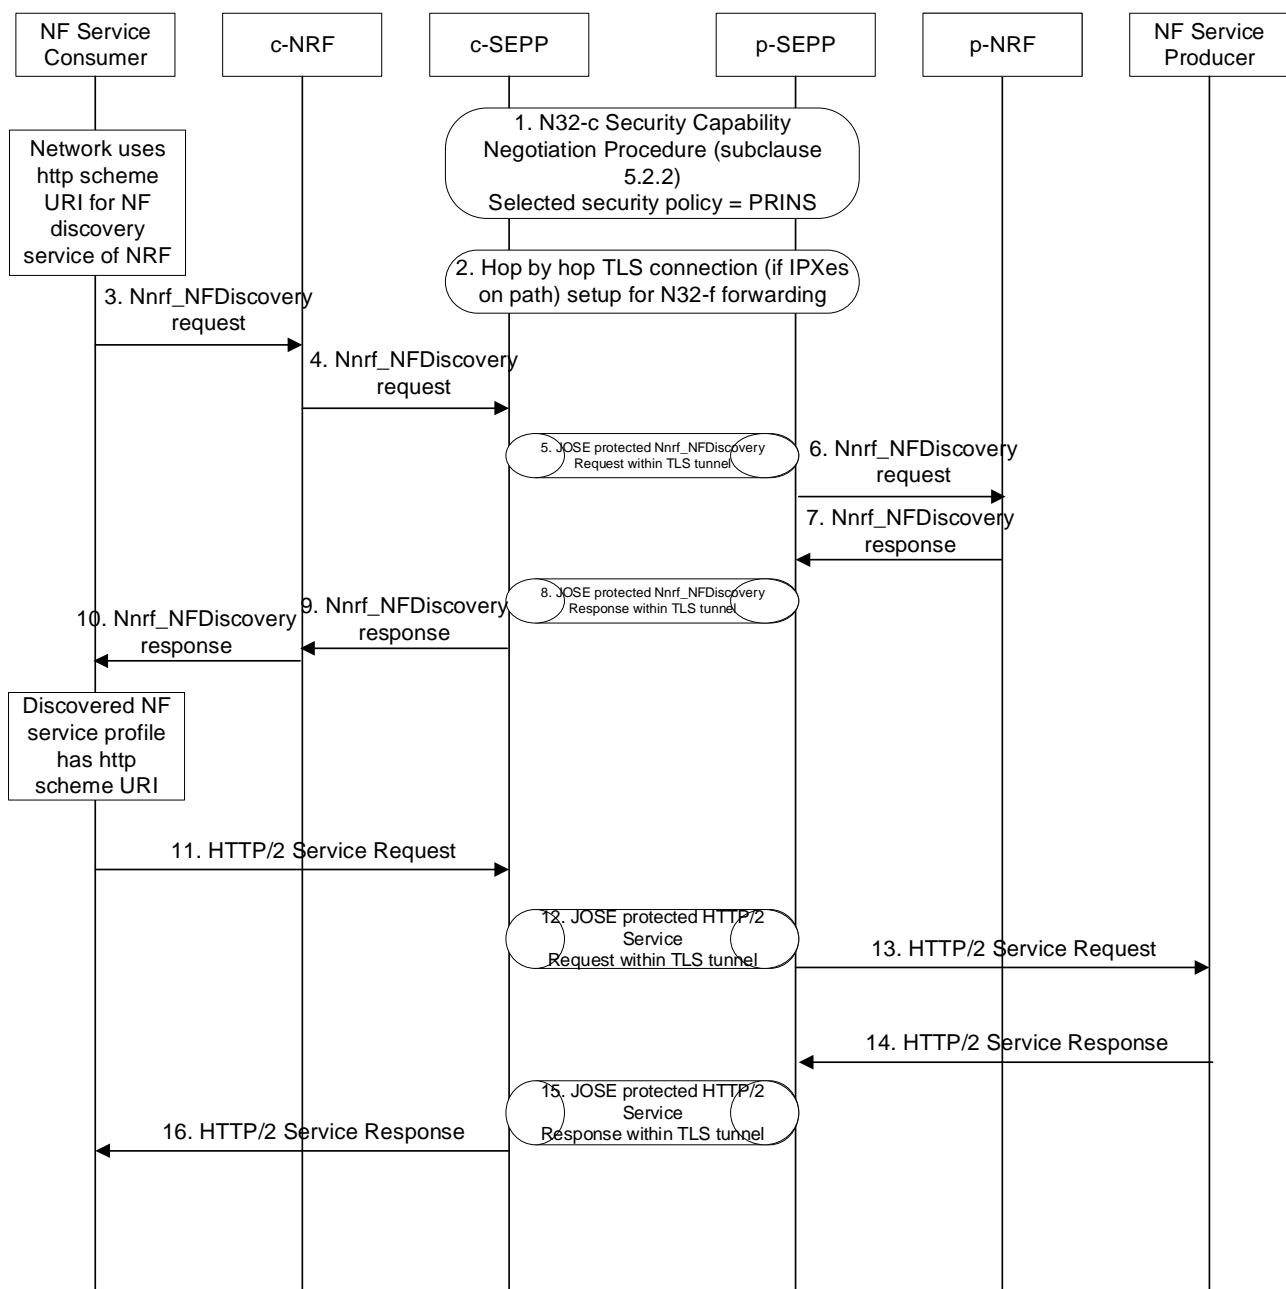 NF Service
Consumer
c-NRF
c-SEPP
p-SEPP
p-NRF
NF Service
Producer
1. N32-c Security Capability
Negotiation Procedure (subclause
5.2.2)
Selected security policy = PRINS
Network uses
http scheme
URI for NF
discovery
service of NRF
2. Hop by hop TLS connection (if IPXes
on path) setup for N32-f forwarding
3. Nnrf_NFDiscovery
request
4. Nnrf_NFDiscovery
request
5. JOSE protected Nnrf_NFDiscovery
Request within TLS tunnel
6. Nnrf_NFDiscovery
request
7. Nnrf_NFDiscovery
response
8. JOSE protected Nnrf_NFDiscovery
Response within TLS tunnel
9. Nnrf_NFDiscovery
response
10. Nnrf_NFDiscovery
response
Discovered NF
service profile
has http
scheme URI
11. HTTP/2 Service Request
12. JOSE protected HTTP/2
Service
Request within TLS tunnel
13. HTTP/2 Service Request
14. HTTP/2 Service Response
15. JOSE protected HTTP/2
Service
Response within TLS tunnel
16. HTTP/2 Service Response